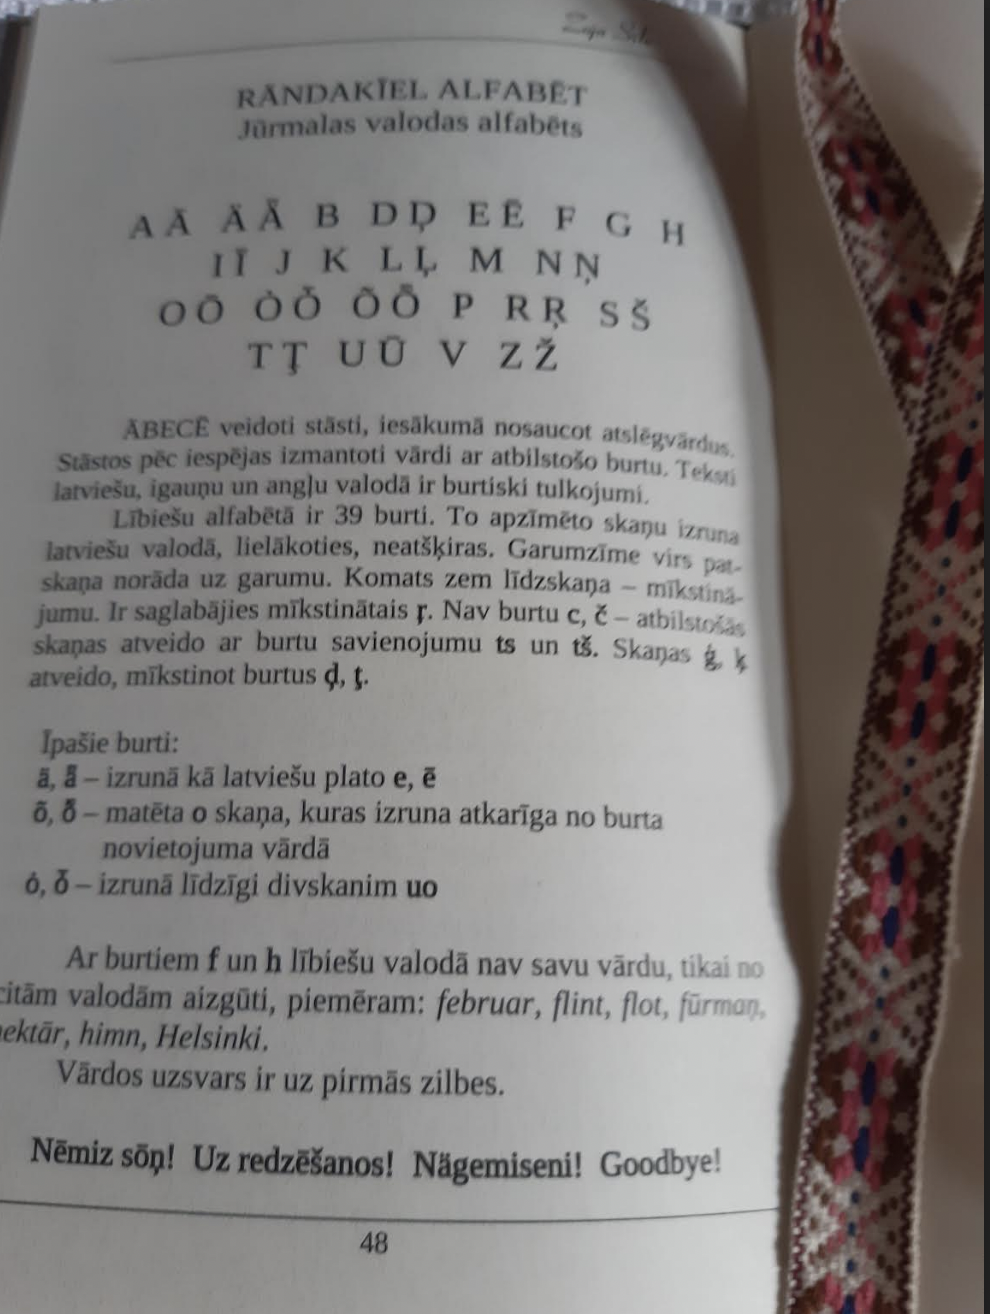 RĀNDAKĪEL ALFABĒT
Jūrmalas valodas alfabēts
A Ā Ä Ǟ B D Ḑ E Ē F G H
I Ī J K L Ļ M N Ņ
O Ō Ȯ Ȱ Õ Ȭ P R Ŗ S Š
T Ţ U Ū V Z Ž
ĀBECĒ veidoti stāsti, iesākumā nosaucot atslēgvārdus.
Stāstos pēc iespējas izmantoti vārdi ar atbilstošo burtu. Teksti
latviešu, igauņu un angļu valodā ir burtiski tulkojumi.
Lībiešu alfabētā ir 39 burti. To apzīmēto skaņu izruna
latviešu valodā, lielākoties, neatšķiras. Garumzīme virs pat-
skaņa norāda uz garumu. Komats zem līdzskaņa – mīkstinā-
jumu. Ir saglabājies mīkstinātais ŗ. Nav burtu c, č – atbilstošās
skaņas atveido ar burtu savienojumu ts un tš. Skaņas ģ, ķ
atveido, mīkstinot burtus ḑ, ţ.
Īpašie burti:
ä, ǟ – izrunā kā latviešu plato e, ē
õ, ȭ – matēta o skaņa, kuras izruna atkarīga no burta
novietojuma vārdā
ȯ, ȱ – izrunā līdzīgi divskanim uo
Ar burtiem f un h lībiešu valodā nav savu vārdu, tikai no
citām valodām aizgūti, piemēram: februar, flint, flot, fūrmaņ,
hektār, himn, Helsinki.
Vārdos uzsvars ir uz pirmās zilbes.
Nēmiz sōņ! Uz redzēšanos! Nägemiseni! Goodbye!
48